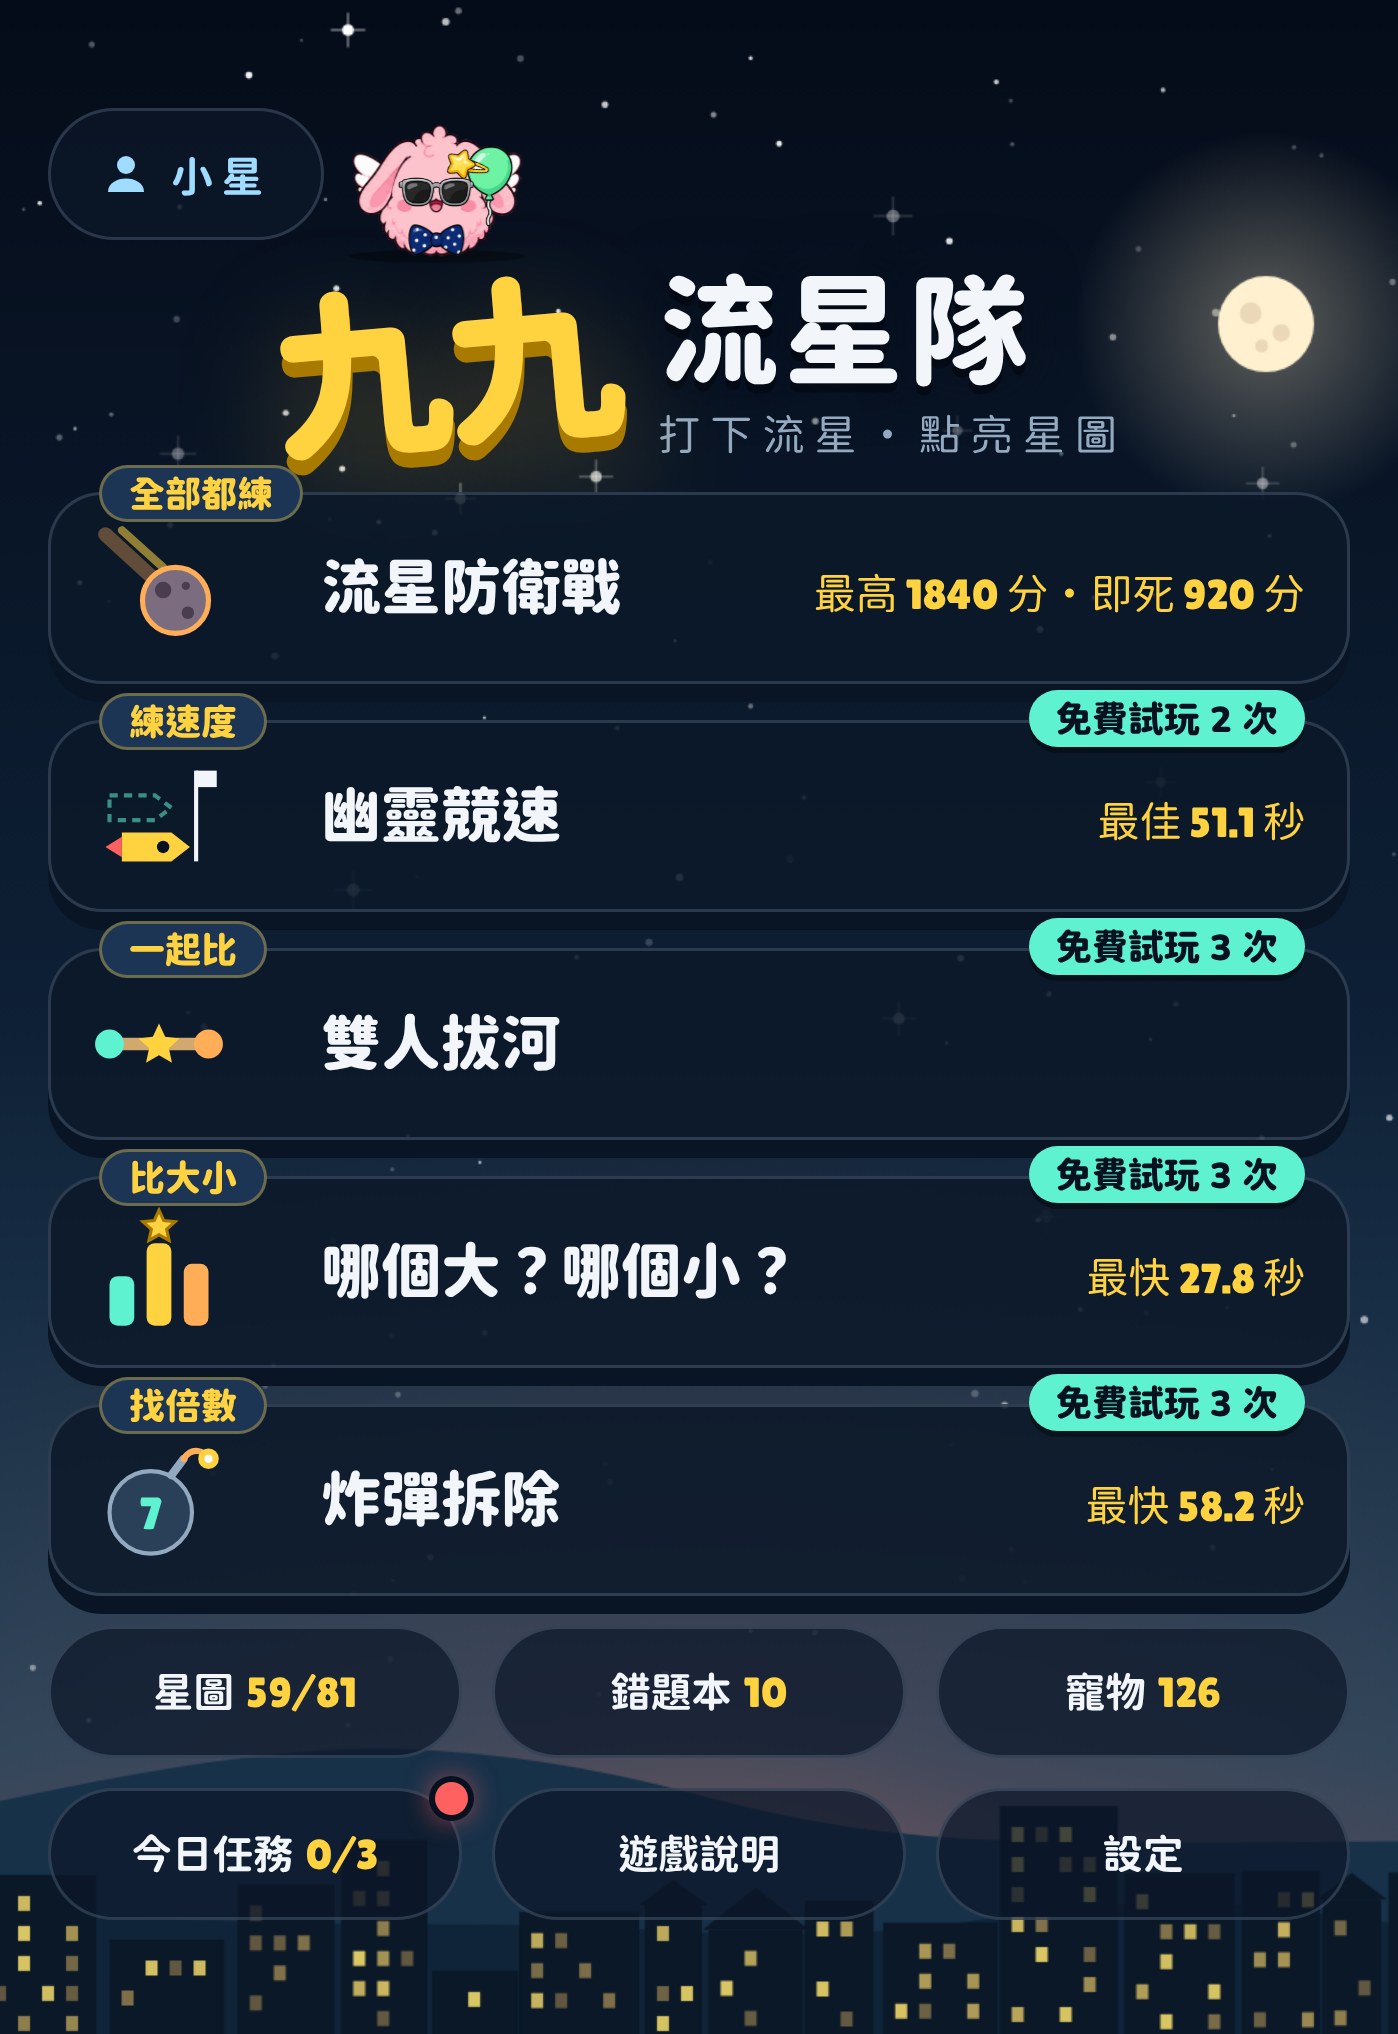 小星
九九 流星隊
打下流星・點亮星圖
全部都練
流星防衛戰 最高 1840 分・即死 920 分
練速度 免費試玩 2 次
幽靈競速 最佳 51.1 秒
一起比 免費試玩 3 次
雙人拔河
比大小 免費試玩 3 次
哪個大？哪個小？ 最快 27.8 秒
找倍數 免費試玩 3 次
7 炸彈拆除 最快 58.2 秒
星圖 59/81 錯題本 10 寵物 126
今日任務 0/3 遊戲說明 設定